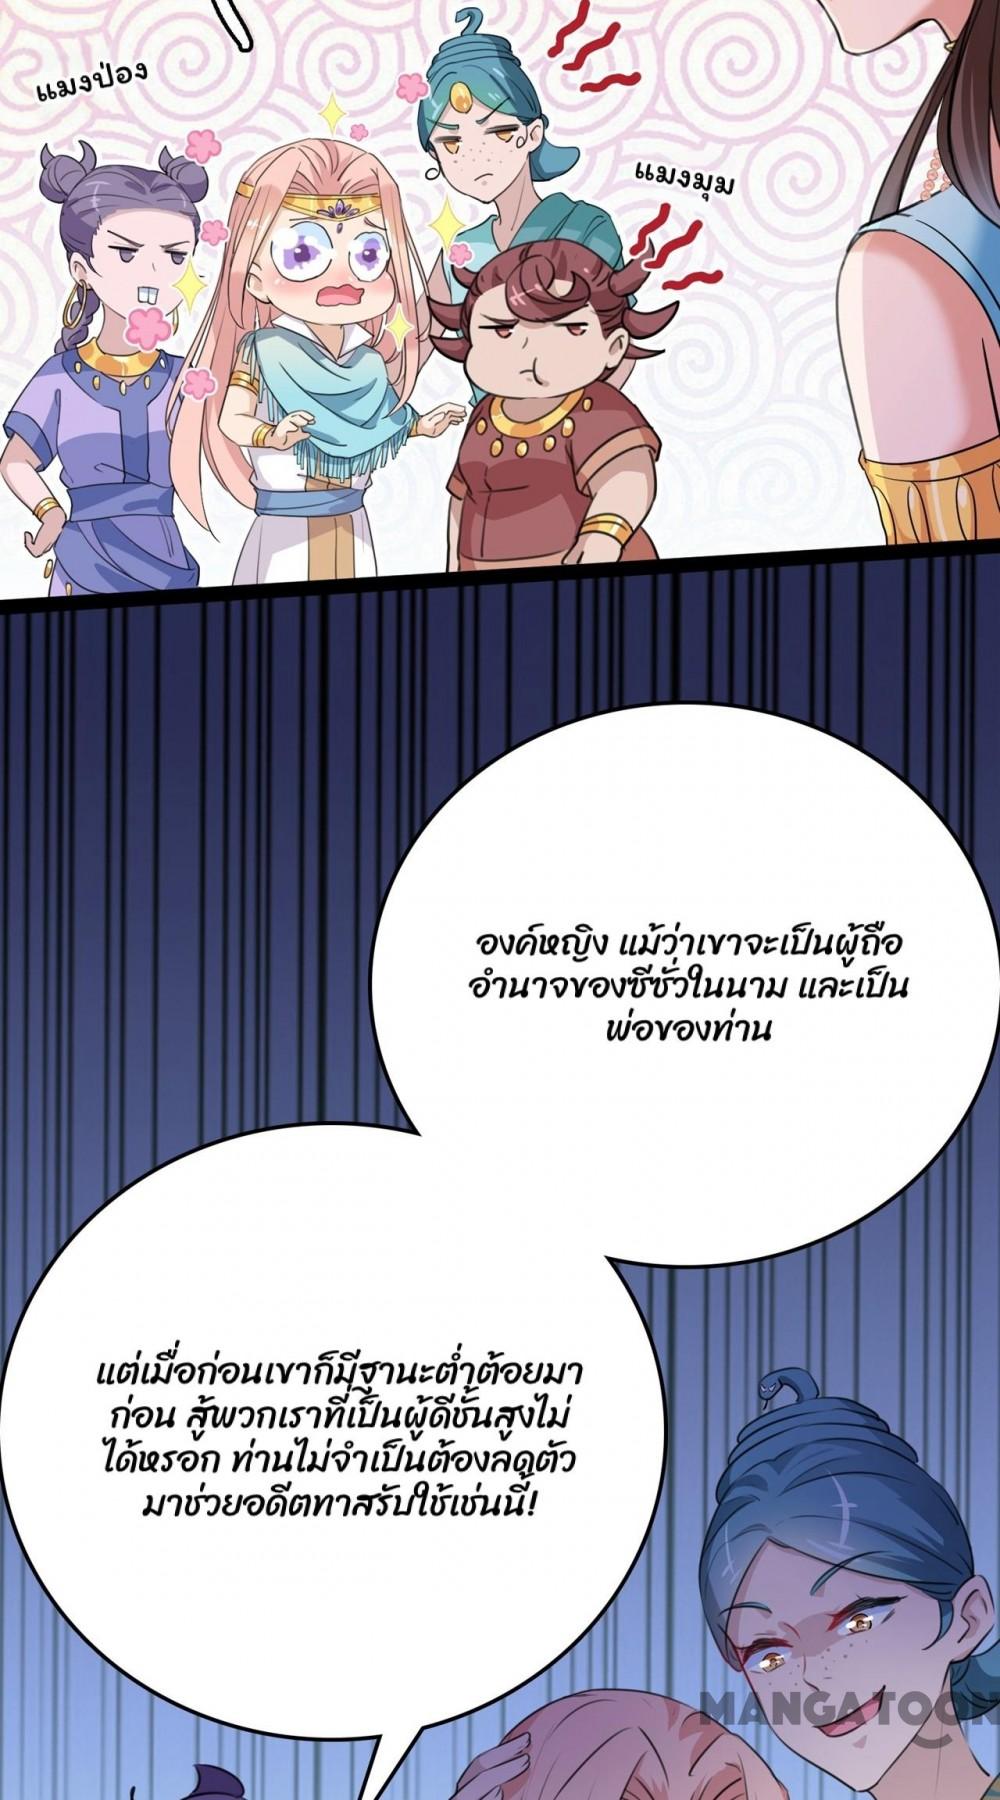 แมงป่อง
แมงมุม
องค์หญิง แม้ว่าเขาจะเป็นผู้ถือ
อำนาจของซีซั่วในนาม และเป็น
พ่อของท่าน
แต่เมื่อก่อนเขาก็มีฐานะต่ำต้อยมา
ก่อน สู้พวกเราที่เป็นผู้ดีชั้นสูงไม่
ได้หรอก ท่านไม่จำเป็นต้องลดตัว
มาช่วยอดีตทาสรับใช้เช่นนี้!
MANGATOON